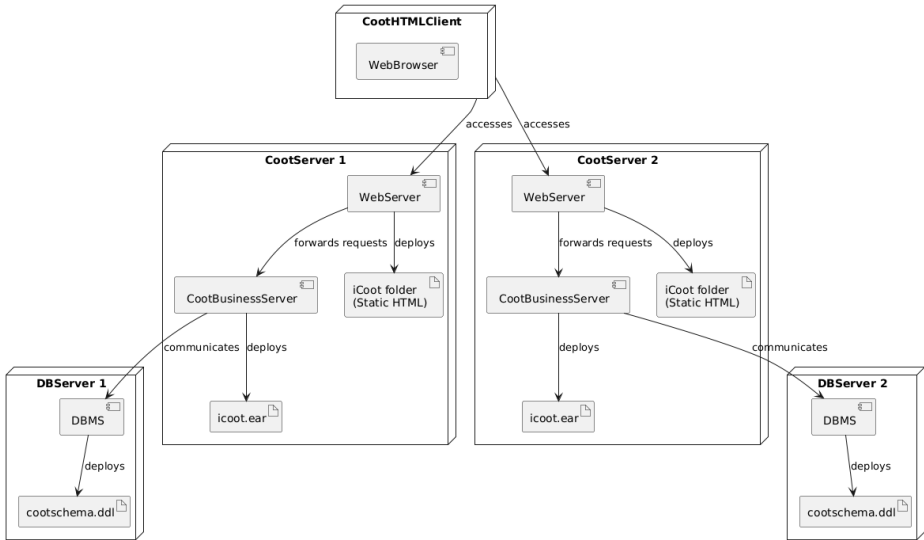 CootHTMLClient
WebBrowser
accesses
accesses
CootServer 1
CootServer 2
WebServer
WebServer
forwards requests
deploys
forwards requests
deploys
CootBusinessServer
iCoot folder
(Static HTML)
CootBusinessServer
iCoot folder
(Static HTML)
communicates
deploys
deploys
communicates
DBServer 1
DBServer 2
DBMS
icoot.ear
icoot.ear
DBMS
deploys
deploys
cootschema.ddl
cootschema.ddl